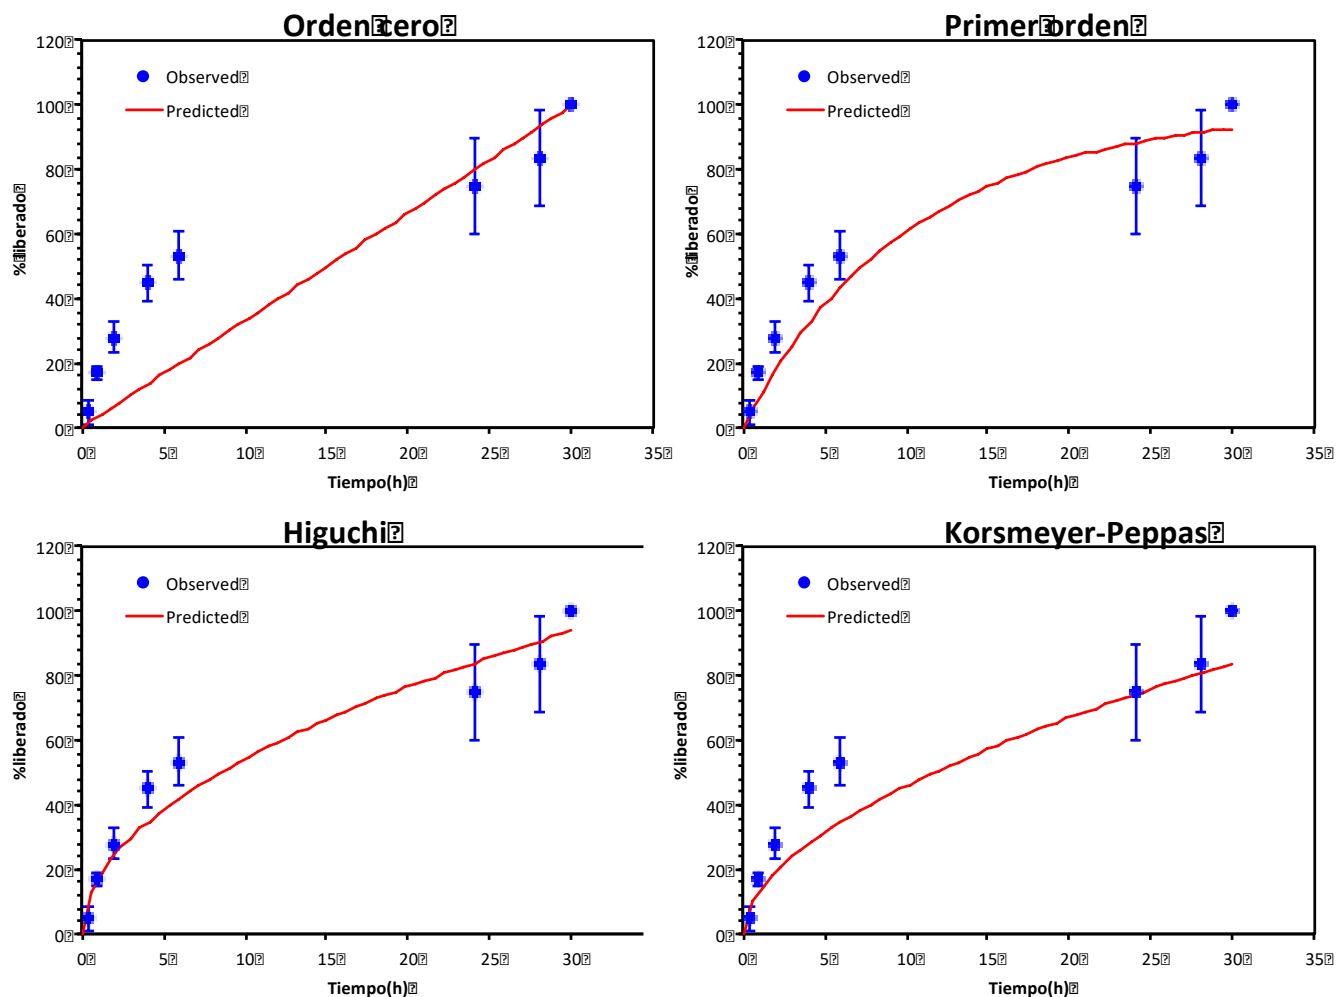 Orden cero
120
100
80
60
40
20
0
% liberado
Observed
Predicted
0 5 10 15 20 25 30 35
Tiempo(h)
Primer orden
120
100
80
60
40
20
0
% liberado
Observed
Predicted
0 5 10 15 20 25 30 35
Tiempo(h)
Higuchi
120
100
80
60
40
20
0
%liberado
Observed
Predicted
0 5 10 15 20 25 30
Tiempo(h)
Korsmeyer-Peppas
120
100
80
60
40
20
0
%liberado
Observed
Predicted
0 5 10 15 20 25 30 35
Tiempo(h)